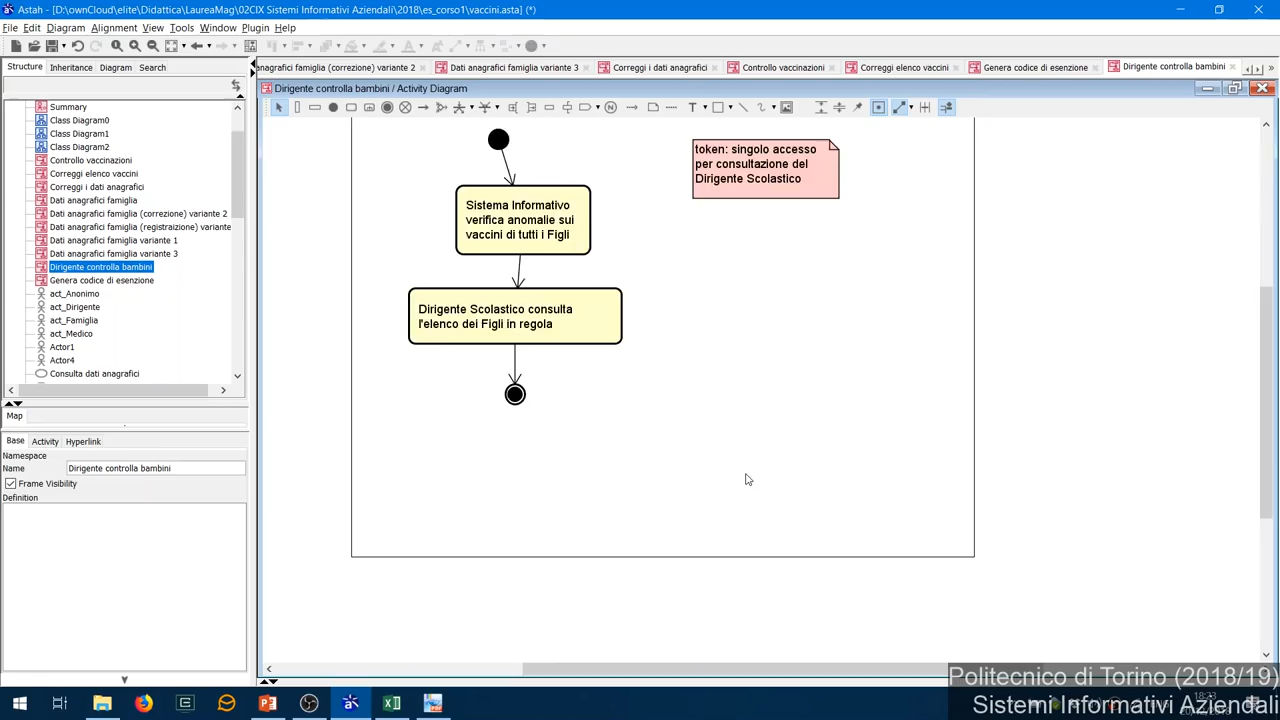 Astah - [D:\ownCloud\elite\Didattica\LaureaMag\02CIX Sistemi Informativi Aziendali\2018\es_corso1\vaccini.asta] (*)
File Edit Diagram Alignment View Tools Window Plugin Help
Structure Inheritance Diagram Search
anagrafici famiglia (correzione) variante 2 Dati anagrafici famiglia variante 3 Correggi i dati anagrafici Controllo vaccinazioni Correggi elenco vaccini Genera codice di esenzione Dirigente controlla bambini
Dirigente controlla bambini / Activity Diagram
Summary
Class Diagram0
Class Diagram1
Class Diagram2
Controllo vaccinazioni
Correggi elenco vaccini
Correggi i dati anagrafici
Dati anagrafici famiglia
Dati anagrafici famiglia (correzione) variante 2
Dati anagrafici famiglia (registraizione) variante
Dati anagrafici famiglia variante 1
Dati anagrafici famiglia variante 3
Dirigente controlla bambini
Genera codice di esenzione
act_Anonimo
act_Dirigente
act_Famiglia
act_Medico
Actor1
Actor4
Consulta dati anagrafici
Map
Base Activity Hyperlink
Namespace
Name Dirigente controlla bambini
Frame Visibility
Definition
token: singolo accesso
per consultazione del
Dirigente Scolastico
Sistema Informativo
verifica anomalie sui
vaccini di tutti i Figli
Dirigente Scolastico consulta
l'elenco dei Figli in regola
Politecnico di Torino (2018/19)
Sistemi Informativi Aziendali
18:23